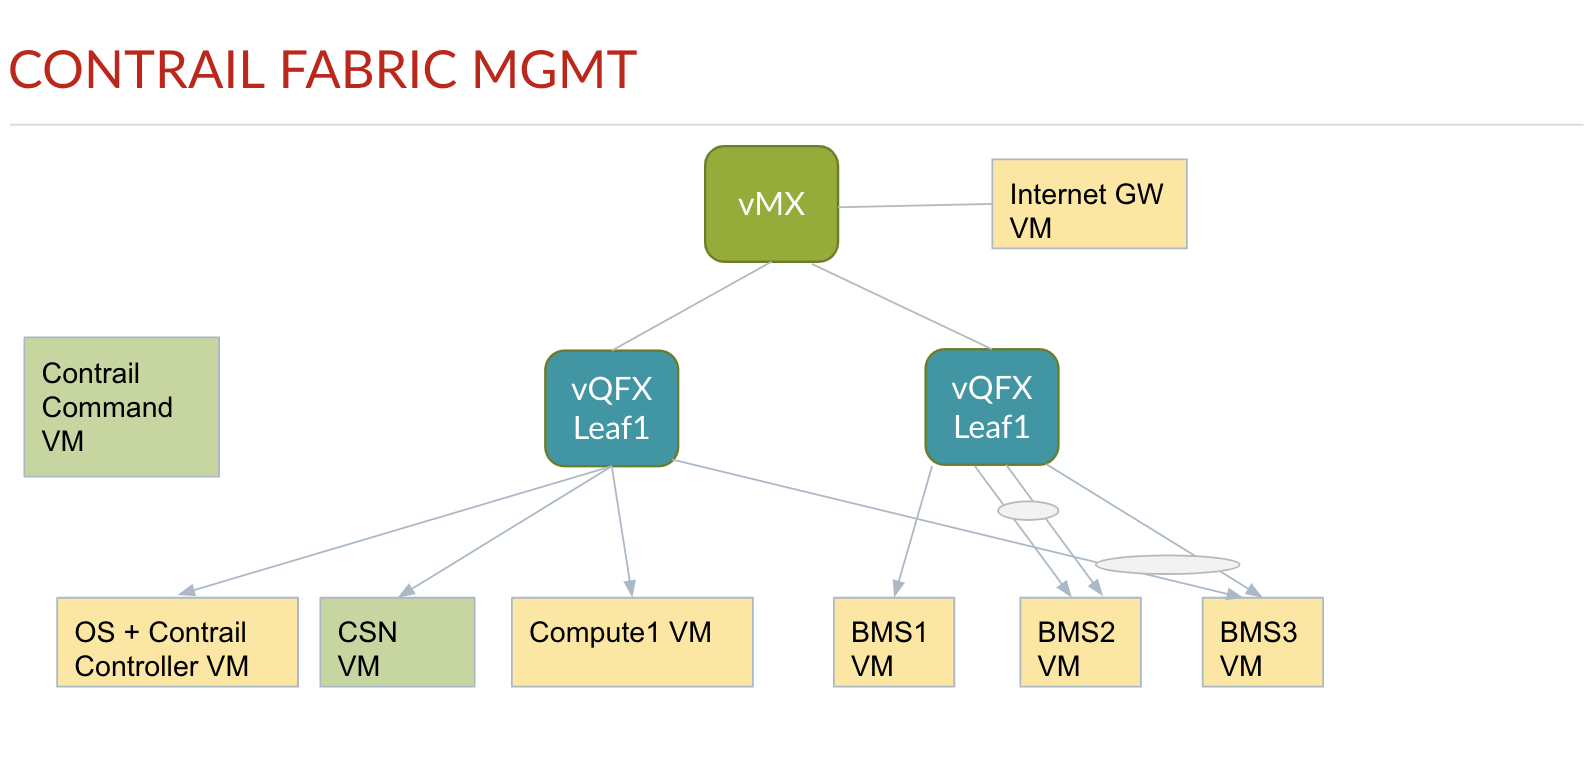 CONTRAIL FABRIC MGMT
vMX
Internet GW
VM
Contrail
Command
VM
vQFX
Leaf1
vQFX
Leaf1
OS + Contrail
Controller VM
CSN
VM
Compute1 VM
BMS1
VM
BMS2
VM
BMS3
VM